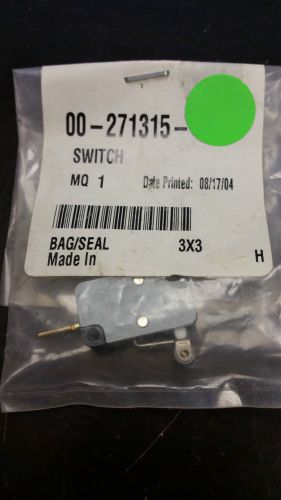 00-271315-
SWITCH
MQ 1 Date Printed: 08/17/04
BAG/SEAL 3X3
Made In H